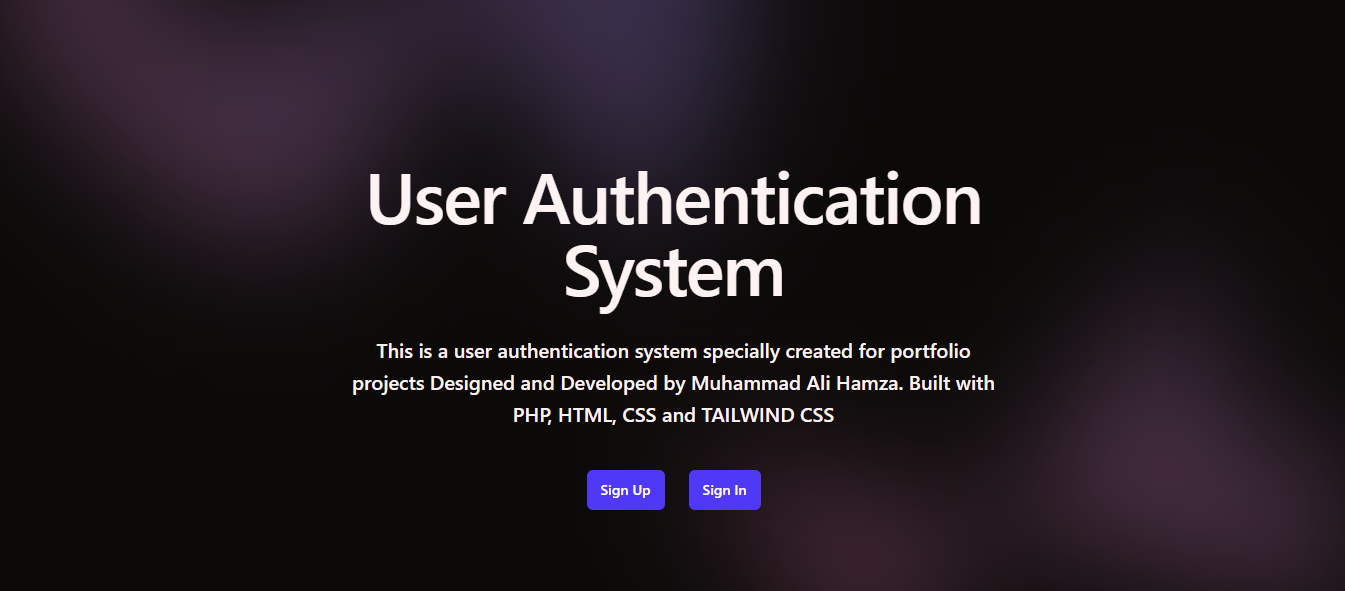 User Authentication
System
This is a user authentication system specially created for portfolio
projects Designed and Developed by Muhammad Ali Hamza. Built with
PHP, HTML, CSS and TAILWIND CSS
Sign Up
Sign In